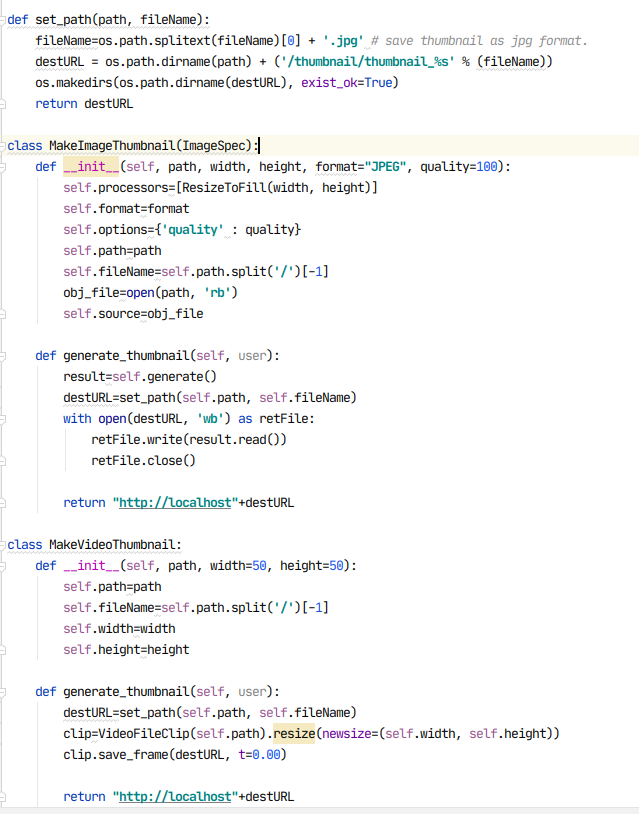 def set_path(path, fileName):
    fileName=os.path.splitext(fileName)[0] + '.jpg' # save thumbnail as jpg format.
    destURL = os.path.dirname(path) + ('/thumbnail/thumbnail_%s' % (fileName))
    os.makedirs(os.path.dirname(destURL), exist_ok=True)
    return destURL

class MakeImageThumbnail(ImageSpec):
    def __init__(self, path, width, height, format="JPEG", quality=100):
        self.processors=[ResizeToFill(width, height)]
        self.format=format
        self.options={'quality' : quality}
        self.path=path
        self.fileName=self.path.split('/')[-1]
        obj_file=open(path, 'rb')
        self.source=obj_file

    def generate_thumbnail(self, user):
        result=self.generate()
        destURL=set_path(self.path, self.fileName)
        with open(destURL, 'wb') as retFile:
            retFile.write(result.read())
            retFile.close()

        return "http://localhost"+destURL

class MakeVideoThumbnail:
    def __init__(self, path, width=50, height=50):
        self.path=path
        self.fileName=self.path.split('/')[-1]
        self.width=width
        self.height=height

    def generate_thumbnail(self, user):
        destURL=set_path(self.path, self.fileName)
        clip=VideoFileClip(self.path).resize(newsize=(self.width, self.height))
        clip.save_frame(destURL, t=0.00)

        return "http://localhost"+destURL